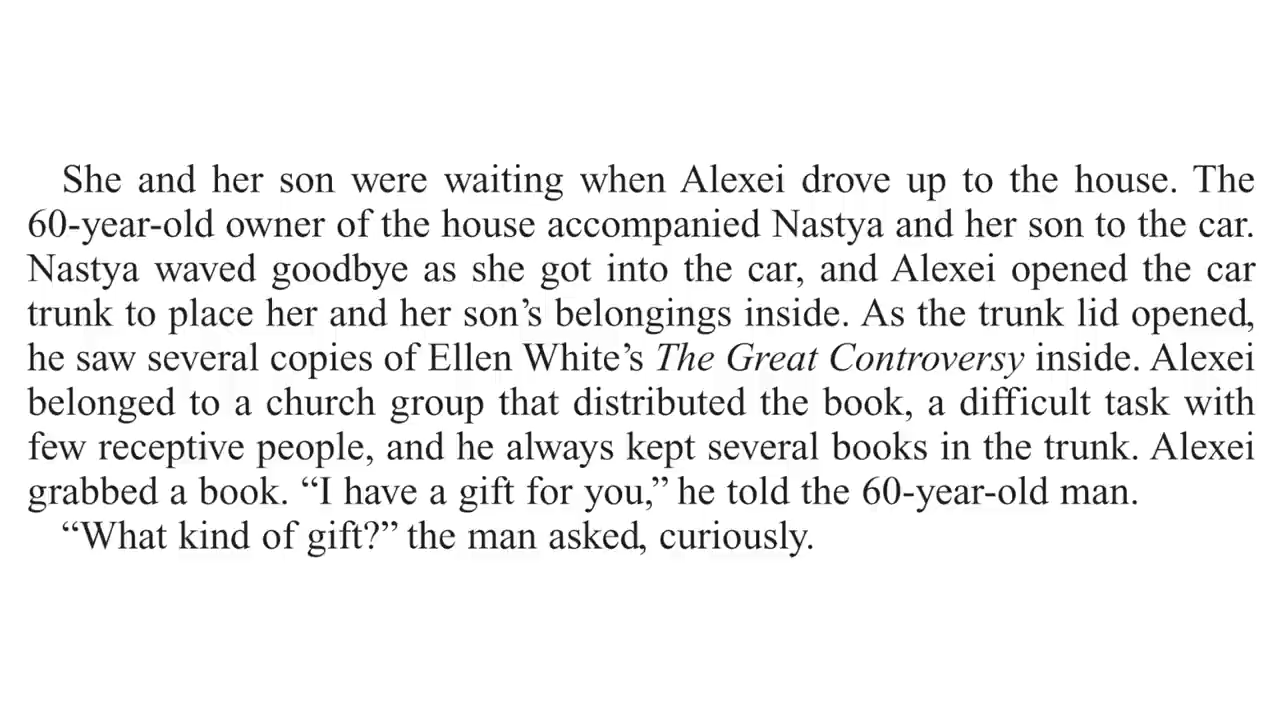 She and her son were waiting when Alexei drove up to the house. The
60-year-old owner of the house accompanied Nastya and her son to the car.
Nastya waved goodbye as she got into the car, and Alexei opened the car
trunk to place her and her son’s belongings inside. As the trunk lid opened,
he saw several copies of Ellen White’s The Great Controversy inside. Alexei
belonged to a church group that distributed the book, a difficult task with
few receptive people, and he always kept several books in the trunk. Alexei
grabbed a book. “I have a gift for you,” he told the 60-year-old man.
“What kind of gift?” the man asked, curiously.